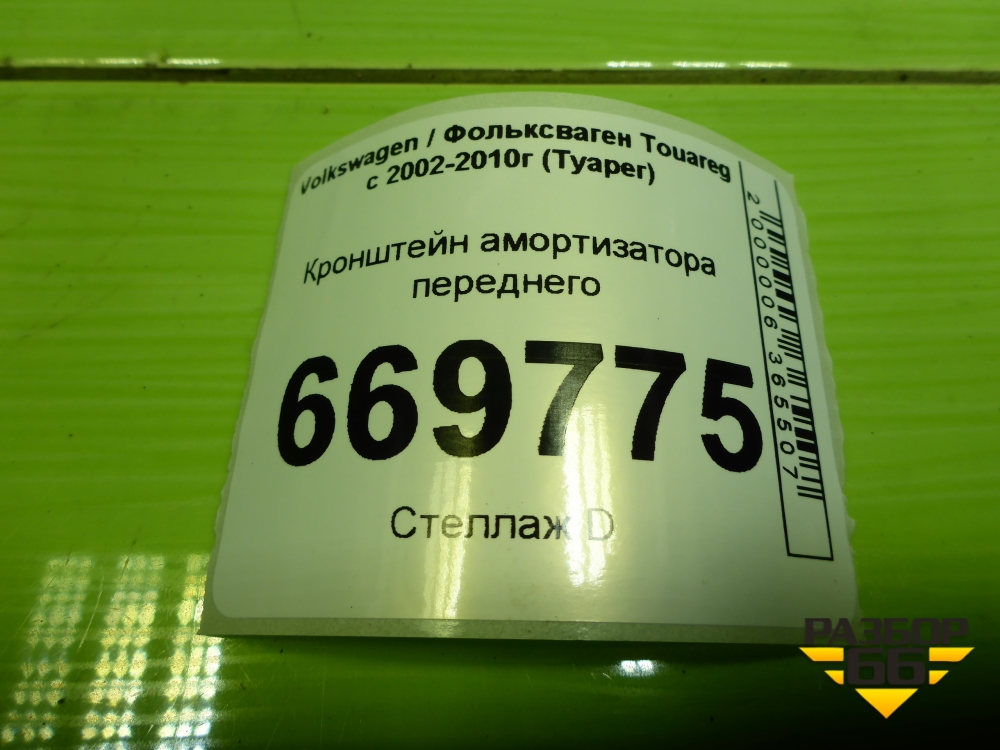 Volkswagen / Фольксваген Touareg
с 2002-2010г (Туарег)
Кронштейн амортизатора
переднего
669775
Стеллаж D
2000006365507
РАЗБОР
66